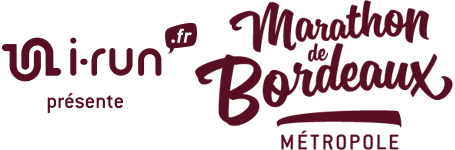 i-run
.fr
présente
Marathon
de
Bordeaux
MÉTROPOLE